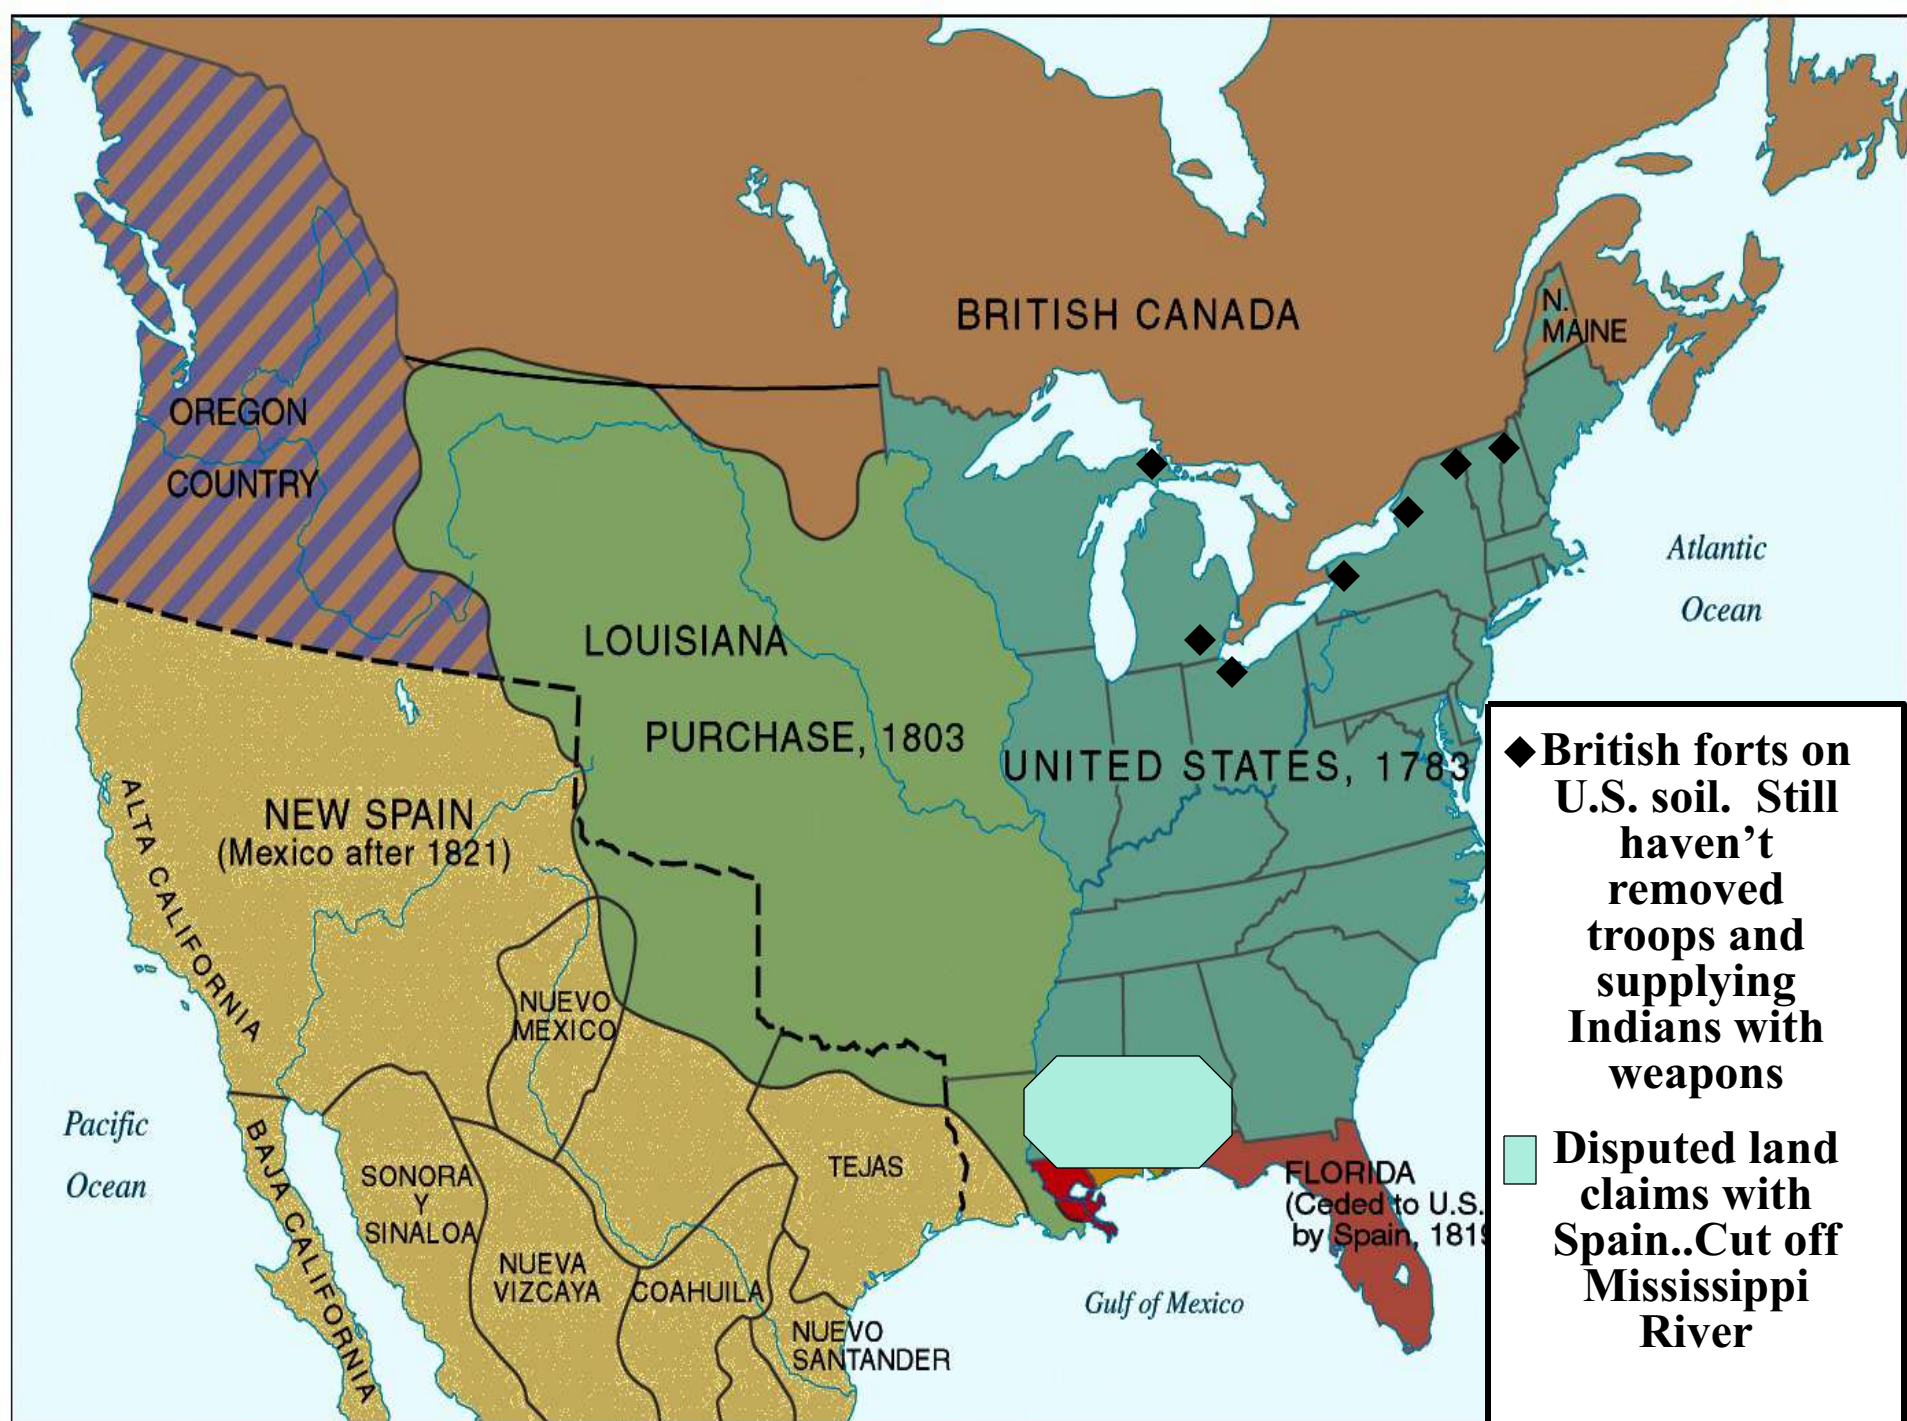 BRITISH CANADA
N.
MAINE
OREGON
COUNTRY
Atlantic
Ocean
LOUISIANA
PURCHASE, 1803
UNITED STATES, 1783
NEW SPAIN
(Mexico after 1821)
ALTA CALIFORNIA
NUEVO
MEXICO
Pacific
Ocean
BAJA CALIFORNIA
SONORA
Y
SINALOA
TEJAS
NUEVA
VIZCAYA
COAHUILA
NUEVO
SANTANDER
Gulf of Mexico
FLORIDA
(Ceded to U.S.
by Spain, 1819
◆British forts on
U.S. soil. Still
haven’t
removed
troops and
supplying
Indians with
weapons
Disputed land
claims with
Spain..Cut off
Mississippi
River